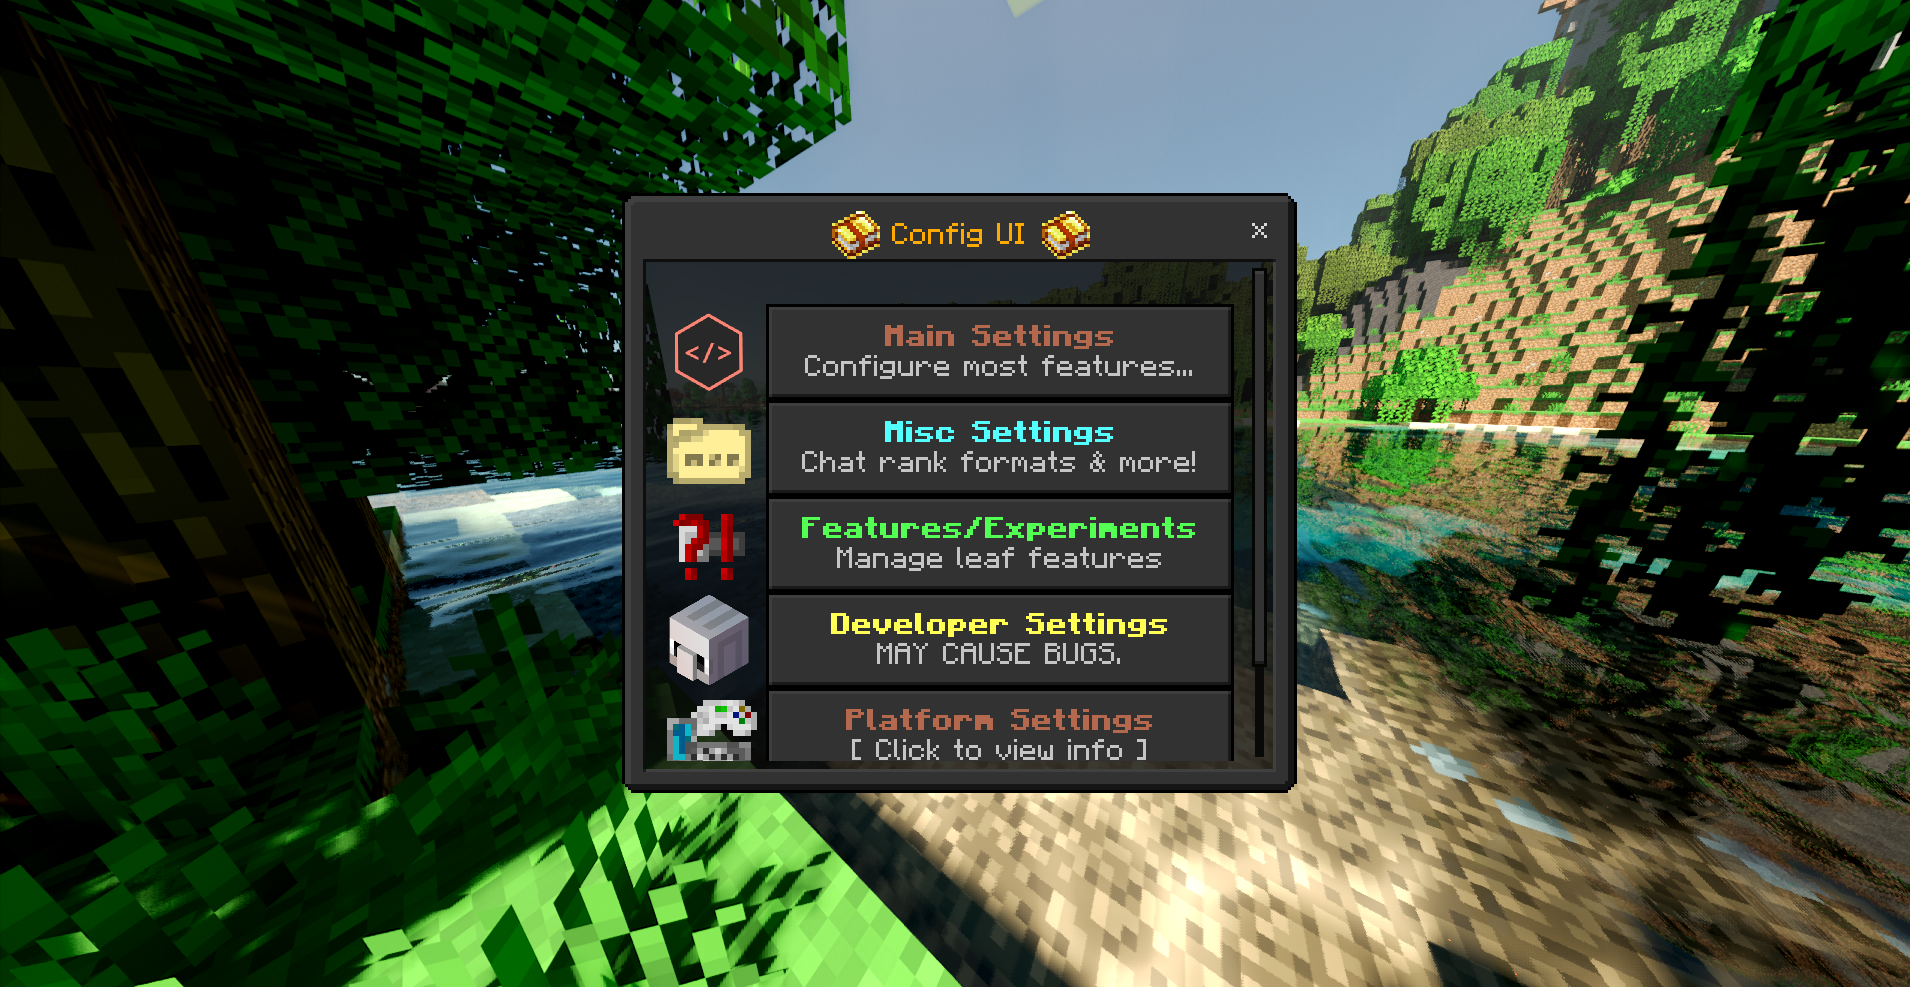 Config UI
</>
Main Settings
Configure most features...
Misc Settings
Chat rank formats & more!
Features/Experiments
Manage leaf features
Developer Settings
MAY CAUSE BUGS.
Platform Settings
[ Click to view info ]